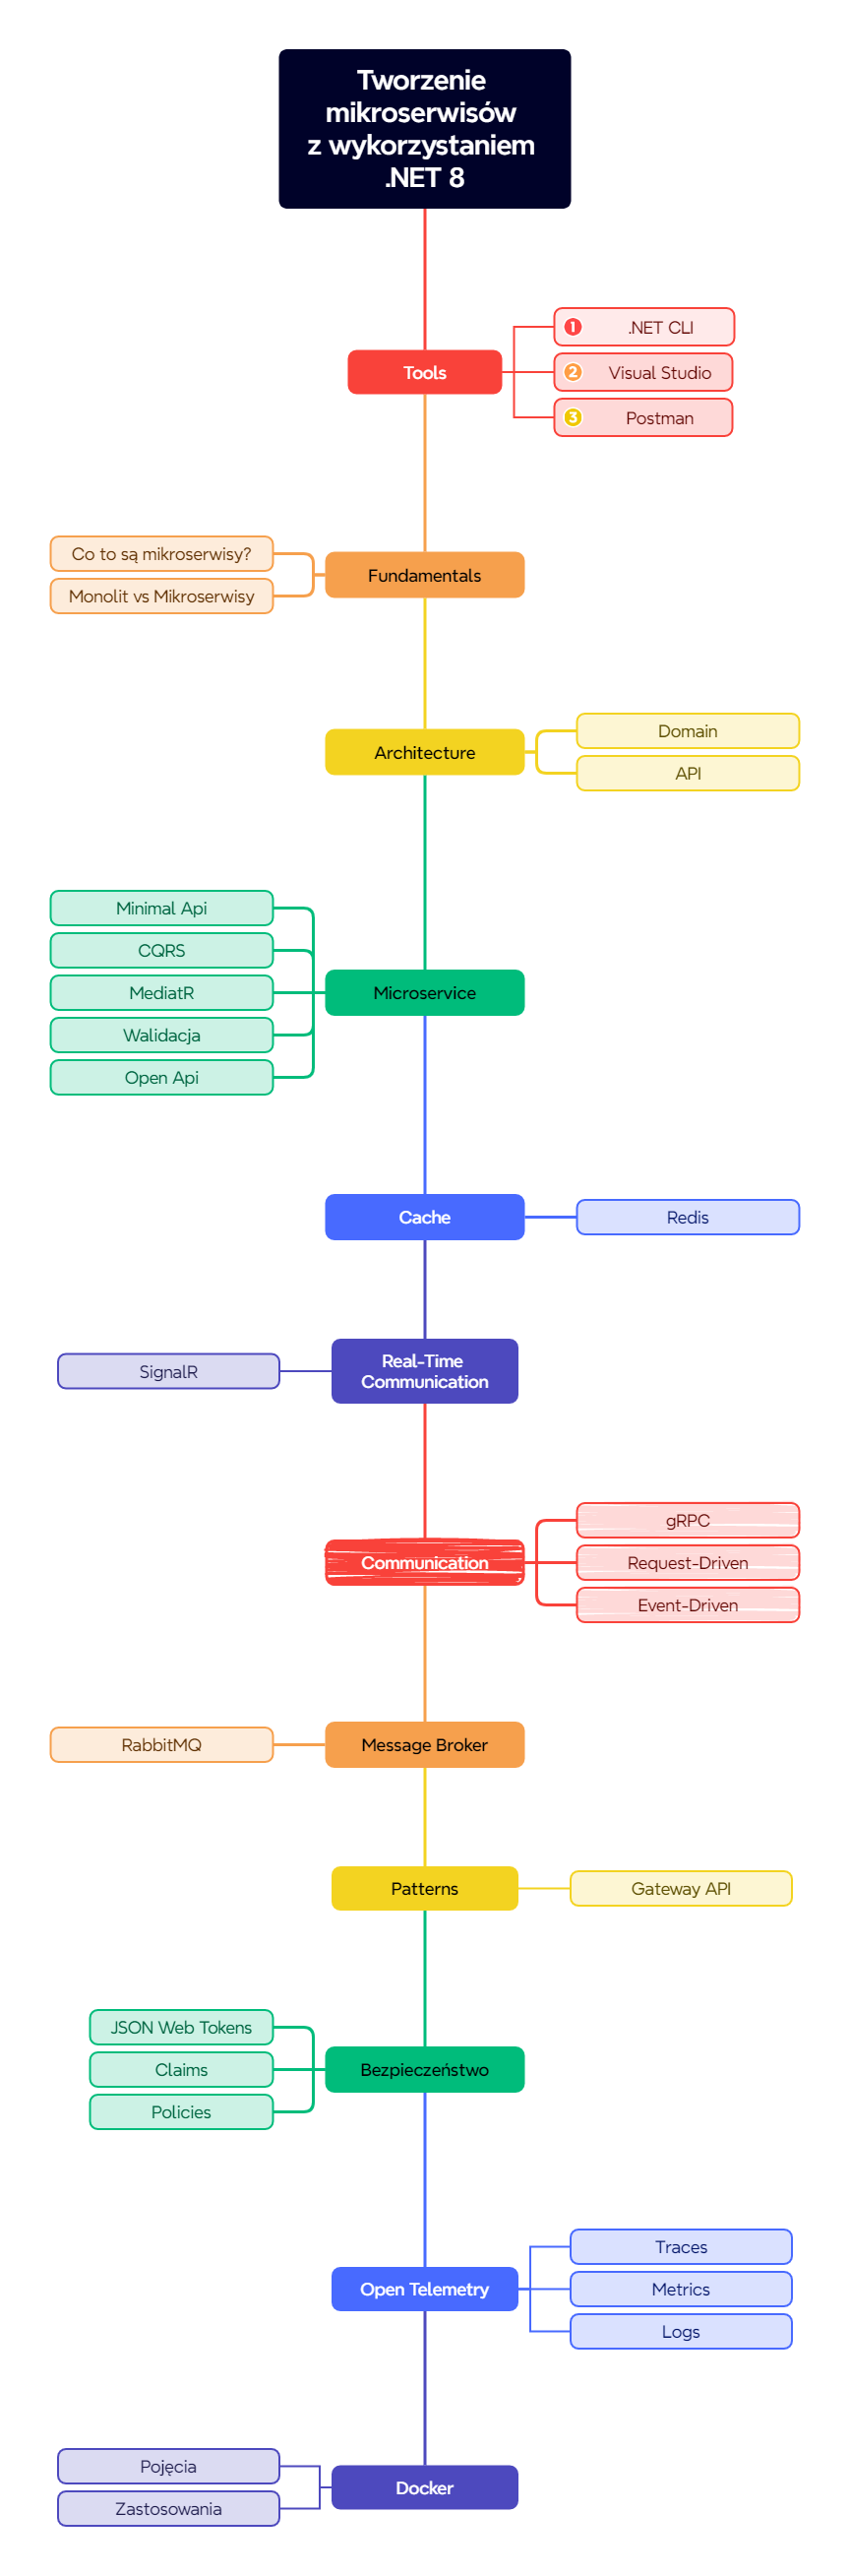 Tworzenie
mikroserwisów
z wykorzystaniem
.NET 8
Tools
1 .NET CLI
2 Visual Studio
3 Postman
Fundamentals
Co to są mikroserwisy?
Monolit vs Mikroserwisy
Architecture
Domain
API
Microservice
Minimal Api
CQRS
MediatR
Walidacja
Open Api
Cache
Redis
Real-Time
Communication
SignalR
Communication
gRPC
Request-Driven
Event-Driven
Message Broker
RabbitMQ
Patterns
Gateway API
Bezpieczeństwo
JSON Web Tokens
Claims
Policies
Open Telemetry
Traces
Metrics
Logs
Docker
Pojęcia
Zastosowania